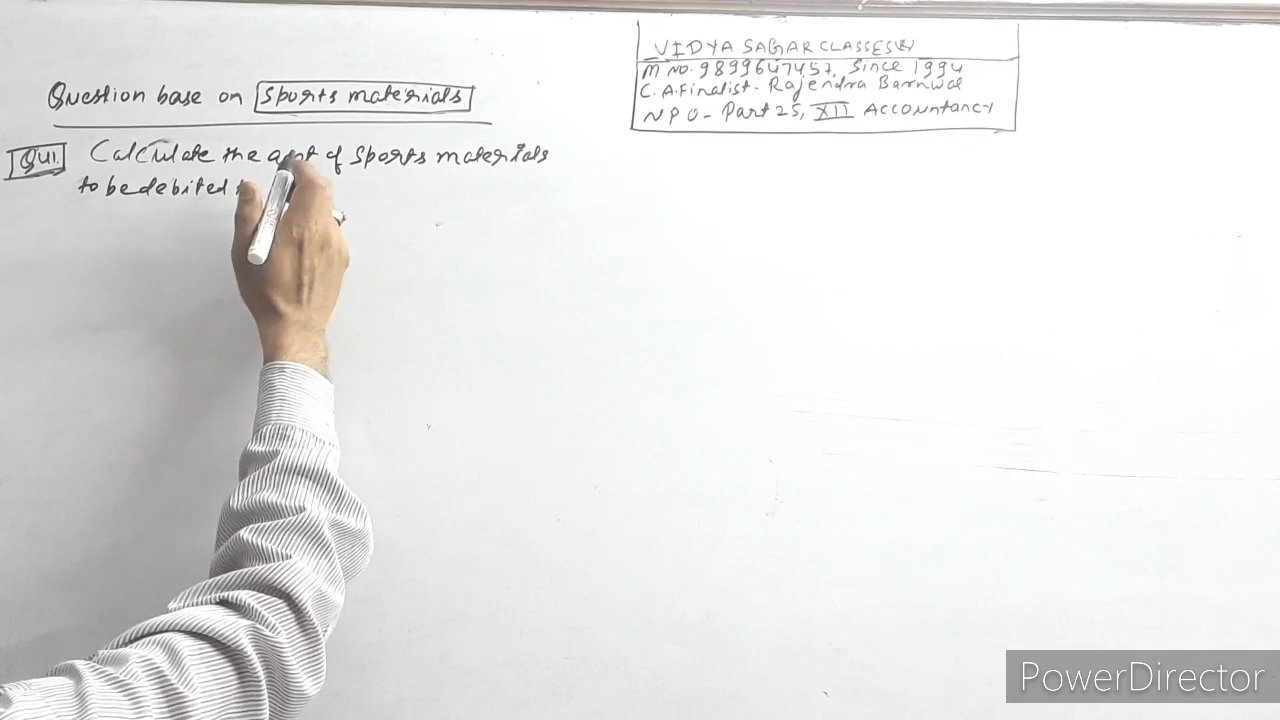 Question base on Sports materials
Q41. Calculate the amt of Sports materials
to be debited
VIDYA SAGAR CLASSES
M NO. 9899647457, Since 1994
C.A. Finalist - Rajendra Barnwal
NPO - Part 25, XII ACCOUNTANCY
PowerDirector